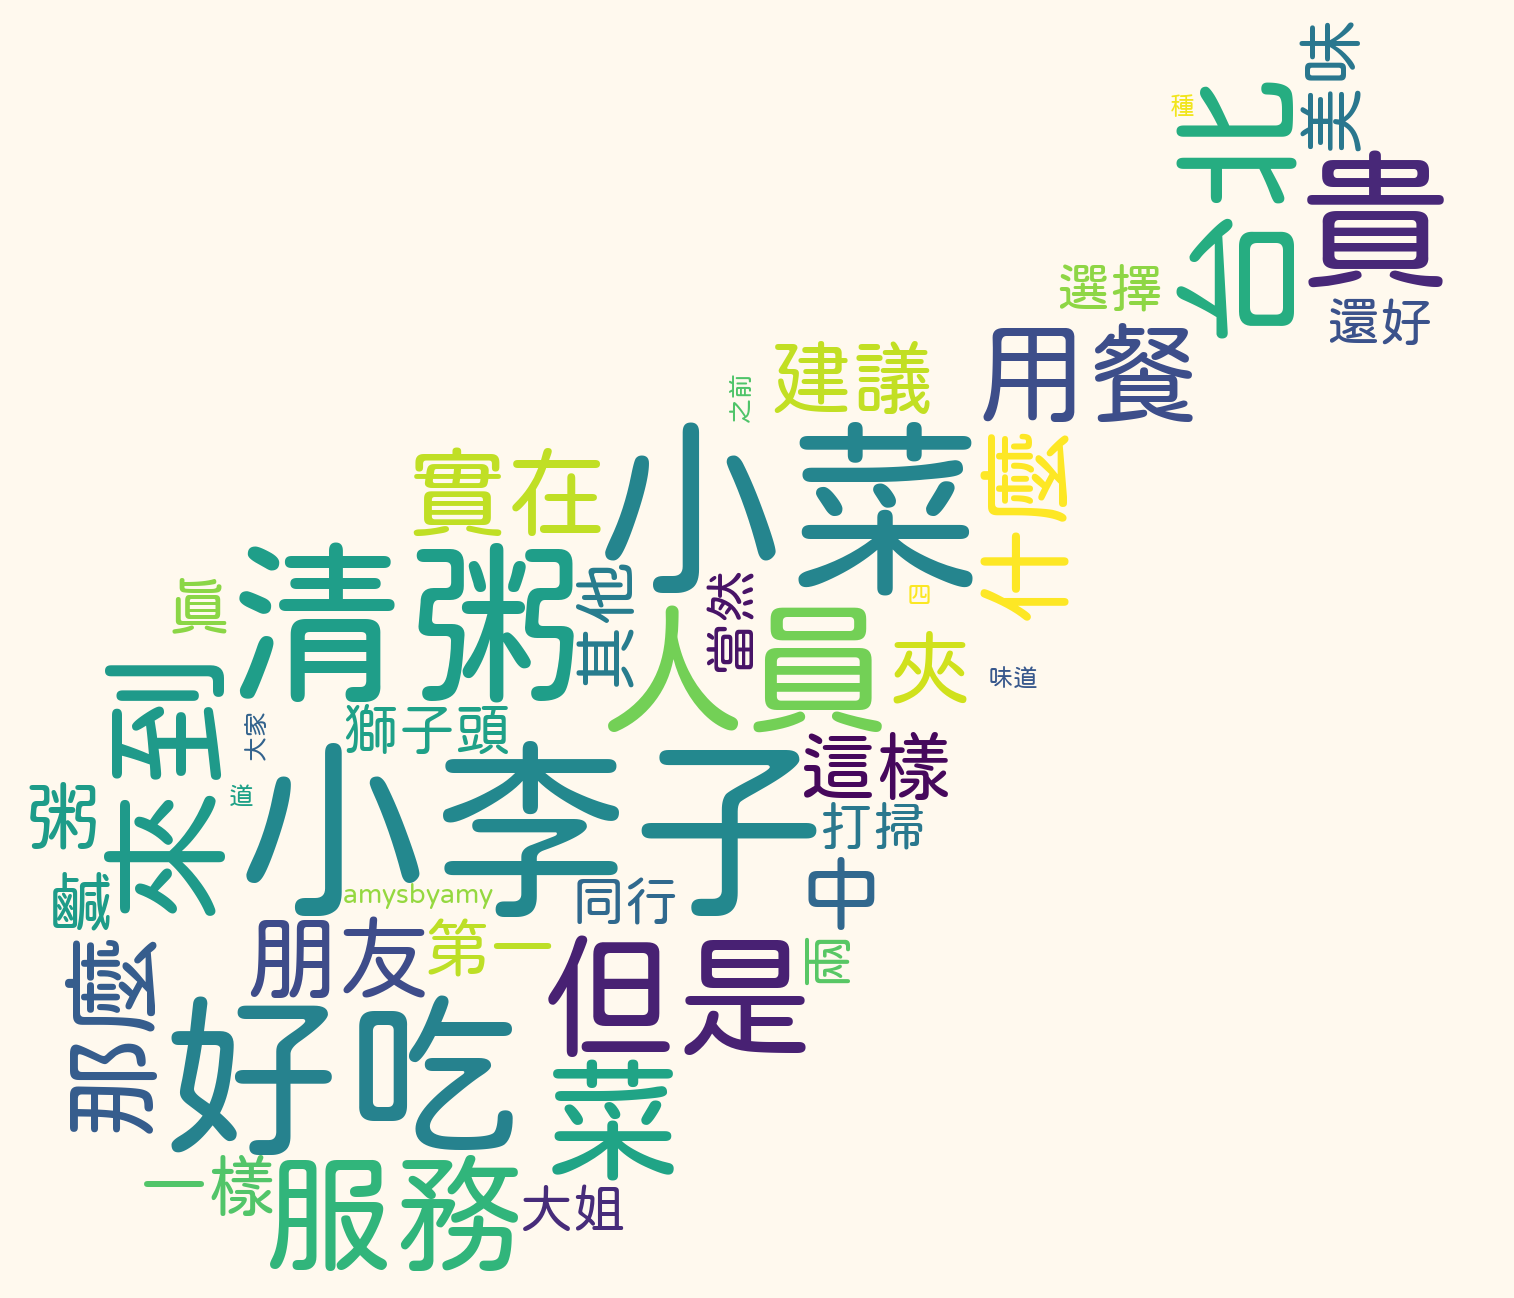 美味
種
台北
貴
選擇
還好
用餐
建議
之前
小菜
什麼
實在
清粥
其他
當然
人員
四
夾
味道
真
來到
大家
獅子頭
這樣
小李子
道
粥
打掃
鹹
amysbyamy
同行
中
朋友
第一
但是
兩
那麼
好吃
菜
一樣
服務
大姐